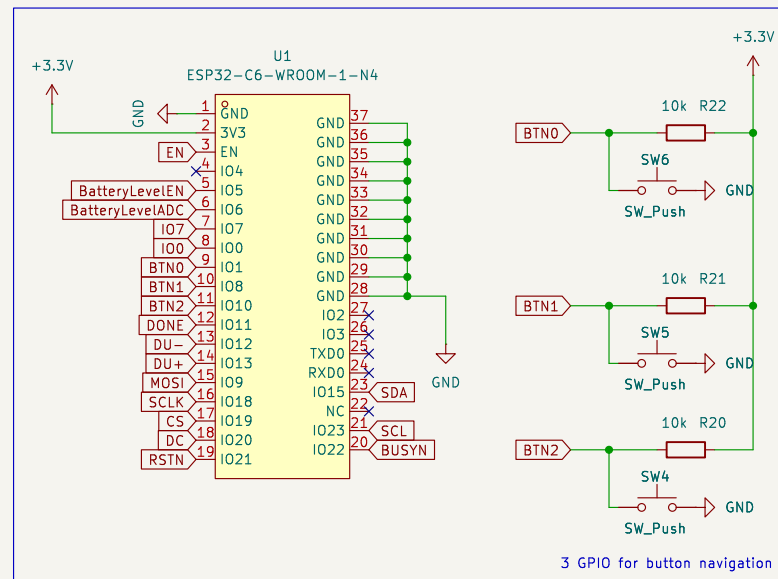 +3.3V
U1
ESP32-C6-WROOM-1-N4
GND
1 GND
2 3V3
EN 3 EN
4 IO4
BatteryLevelEN 5 IO5
BatteryLevelADC 6 IO6
IO7 7 IO7
IO0 8 IO0
BTN0 9 IO1
BTN1 10 IO8
BTN2 11 IO10
DONE 12 IO11
DU- 13 IO12
DU+ 14 IO13
MOSI 15 IO9
SCLK 16 IO18
CS 17 IO19
DC 18 IO20
RSTN 19 IO21
GND 37
GND 36
GND 35
GND 34
GND 33
GND 32
GND 31
GND 30
GND 29
GND 28
IO2 27
IO3 26
TXD0 25
RXD0 24
IO15 23 SDA
NC 22
IO23 21 SCL
IO22 20 BUSYN
GND
+3.3V
10k R22
BTN0
SW6
GND
SW_Push
10k R21
BTN1
SW5
GND
SW_Push
10k R20
BTN2
SW4
GND
SW_Push
3 GPIO for button navigation